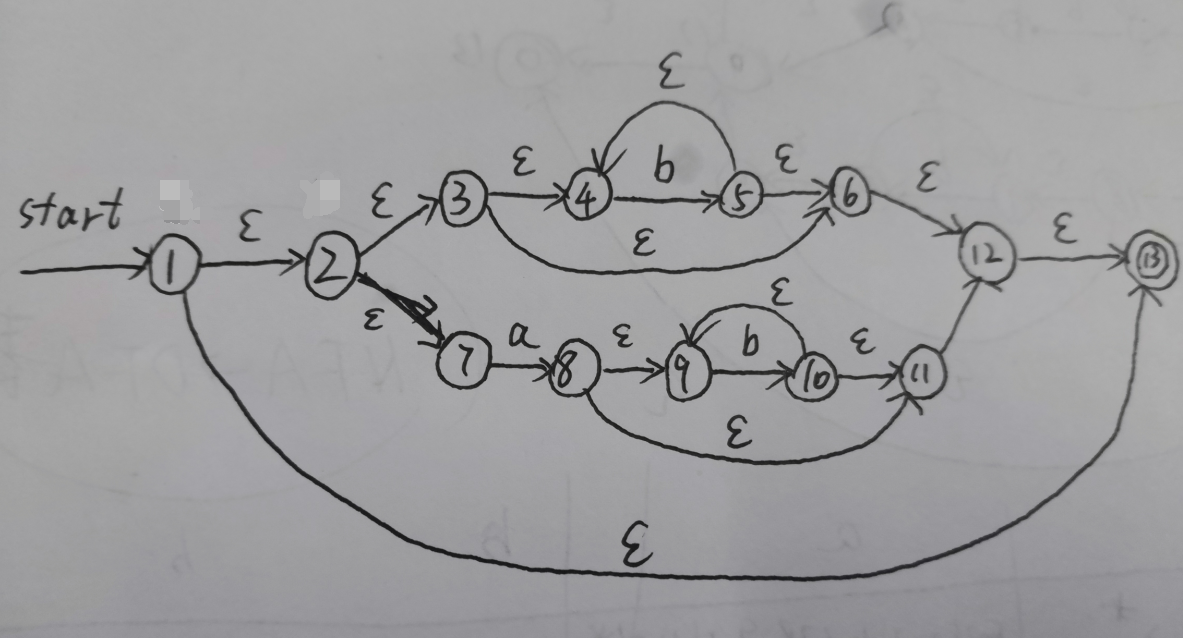 ε
ε ε b ε ε
start ε ε 3 4 5 6 ε
1 2 ε 12 13
ε a ε ε b ε
7 8 9 10 11
ε
ε